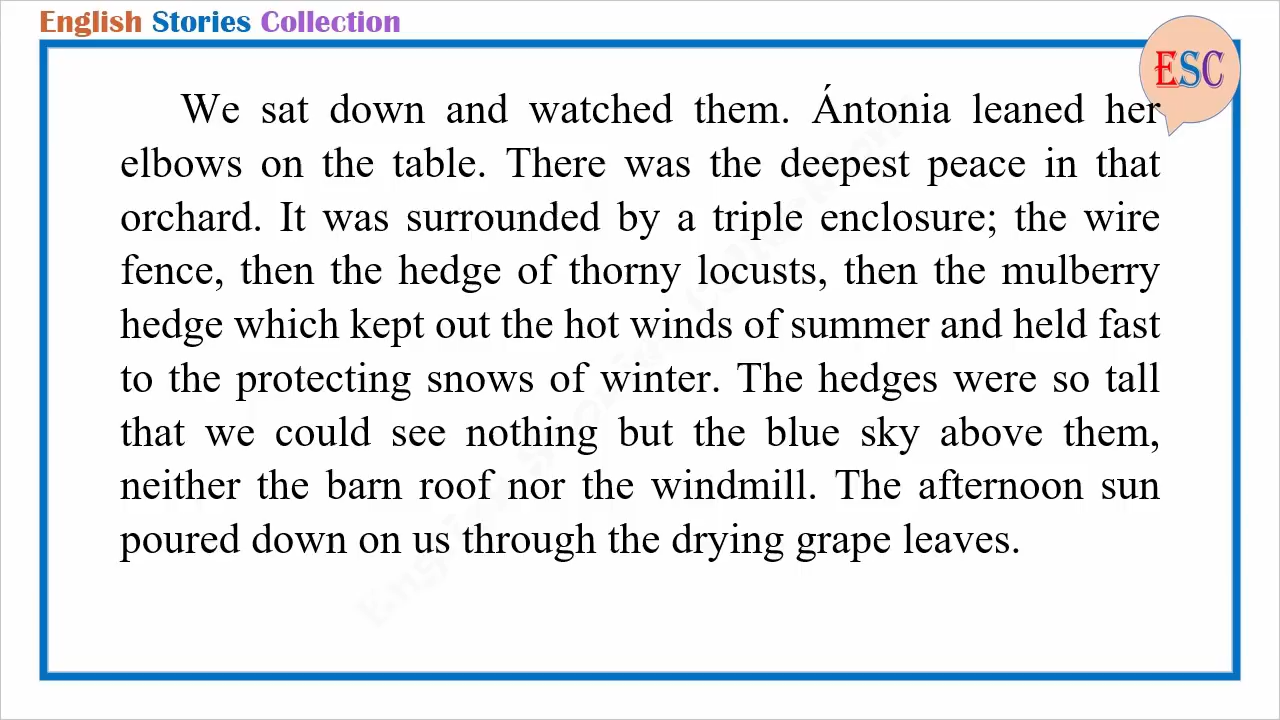 English Stories Collection
ESC
We sat down and watched them. Ántonia leaned her
elbows on the table. There was the deepest peace in that
orchard. It was surrounded by a triple enclosure; the wire
fence, then the hedge of thorny locusts, then the mulberry
hedge which kept out the hot winds of summer and held fast
to the protecting snows of winter. The hedges were so tall
that we could see nothing but the blue sky above them,
neither the barn roof nor the windmill. The afternoon sun
poured down on us through the drying grape leaves.